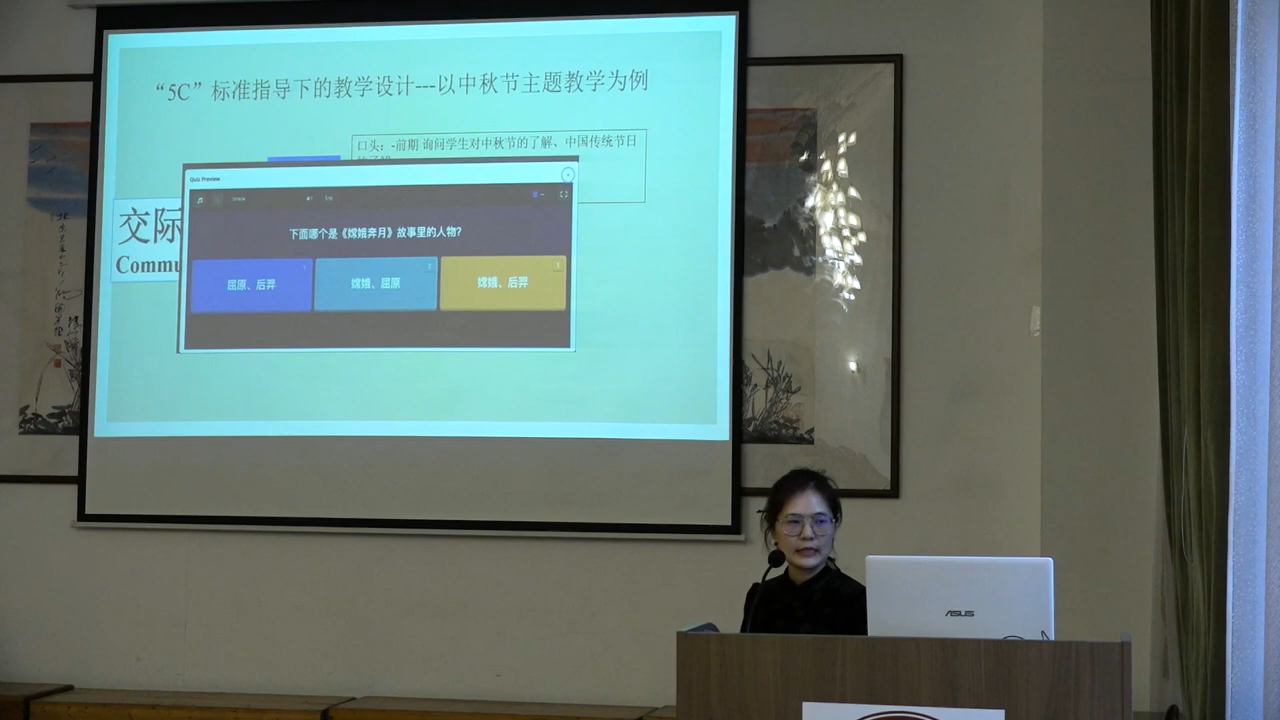 “5C”标准指导下的教学设计---以中秋节主题教学为例
口头：-前期 询问学生对中秋节的了解、中国传统节日
交际
Commu
Quiz Preview
下面哪个是《嫦娥奔月》故事里的人物？
屈原、后羿
嫦娥、屈原
嫦娥、后羿
ASUS